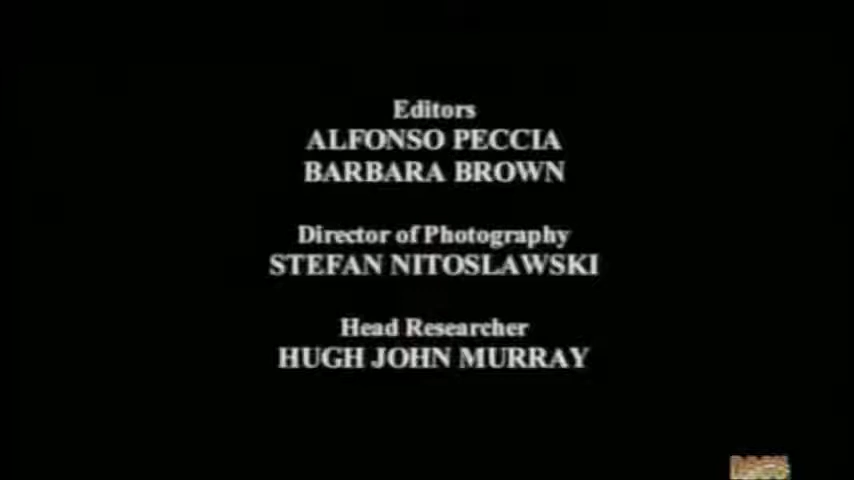 Editors
ALFONSO PECCIA
BARBARA BROWN
Director of Photography
STEFAN NITOSLAWSKI
Head Researcher
HUGH JOHN MURRAY